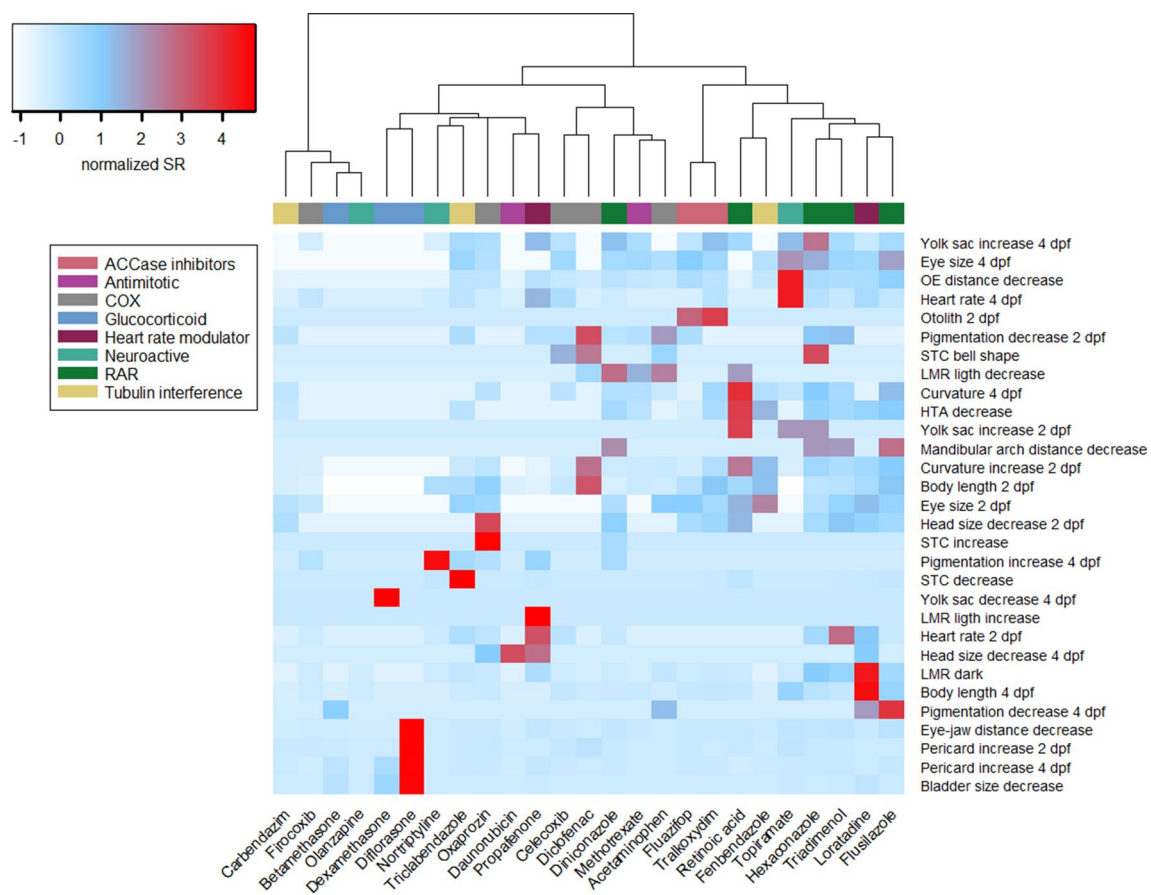 -1 0 1 2 3 4
normalized SR
ACCase inhibitors
Antimitotic
COX
Glucocorticoid
Heart rate modulator
Neuroactive
RAR
Tubulin interference
Yolk sac increase 4 dpf
Eye size 4 dpf
OE distance decrease
Heart rate 4 dpf
Otolith 2 dpf
Pigmentation decrease 2 dpf
STC bell shape
LMR ligth decrease
Curvature 4 dpf
HTA decrease
Yolk sac increase 2 dpf
Mandibular arch distance decrease
Curvature increase 2 dpf
Body length 2 dpf
Eye size 2 dpf
Head size decrease 2 dpf
STC increase
Pigmentation increase 4 dpf
STC decrease
Yolk sac decrease 4 dpf
LMR ligth increase
Heart rate 2 dpf
Head size decrease 4 dpf
LMR dark
Body length 4 dpf
Pigmentation decrease 4 dpf
Eye-jaw distance decrease
Pericard increase 2 dpf
Pericard increase 4 dpf
Bladder size decrease
Carbendazim
Firocoxib
Betamethasone
Olanzapine
Dexamethasone
Diflorasone
Nortriptyline
Triclabendazole
Oxaprozin
Daunorubicin
Propafenone
Celecoxib
Diclofenac
Diniconazole
Methotrexate
Acetaminophen
Fluazifop
Tralkoxydim
Retinoic acid
Fenbendazole
Topiramate
Hexaconazole
Triadimenol
Loratadine
Flusilazole